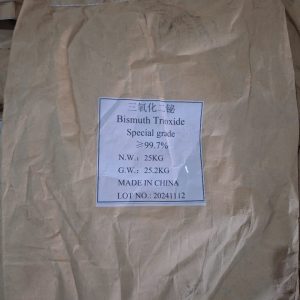 三氧化二铋
Bismuth Trioxide
Special grade
≥99.7%
N.W.: 25KG
G.W.: 25.2KG
MADE IN CHINA
LOT NO.: 20241112